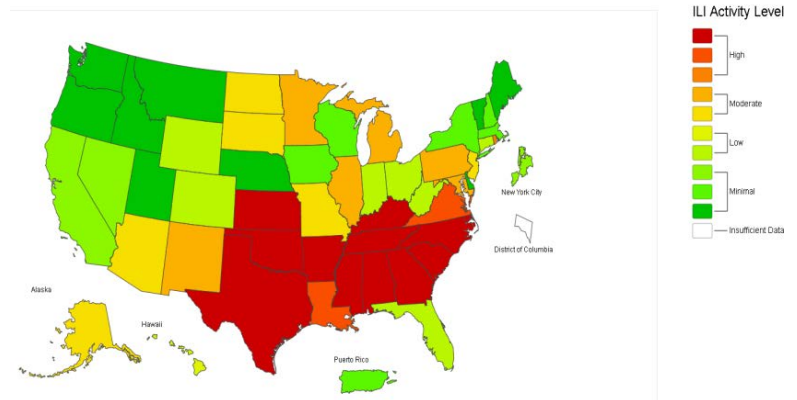 ILI Activity Level
High
Moderate
Low
Minimal
Insufficient Data
New York City
District of Columbia
Alaska
Hawaii
Puerto Rico